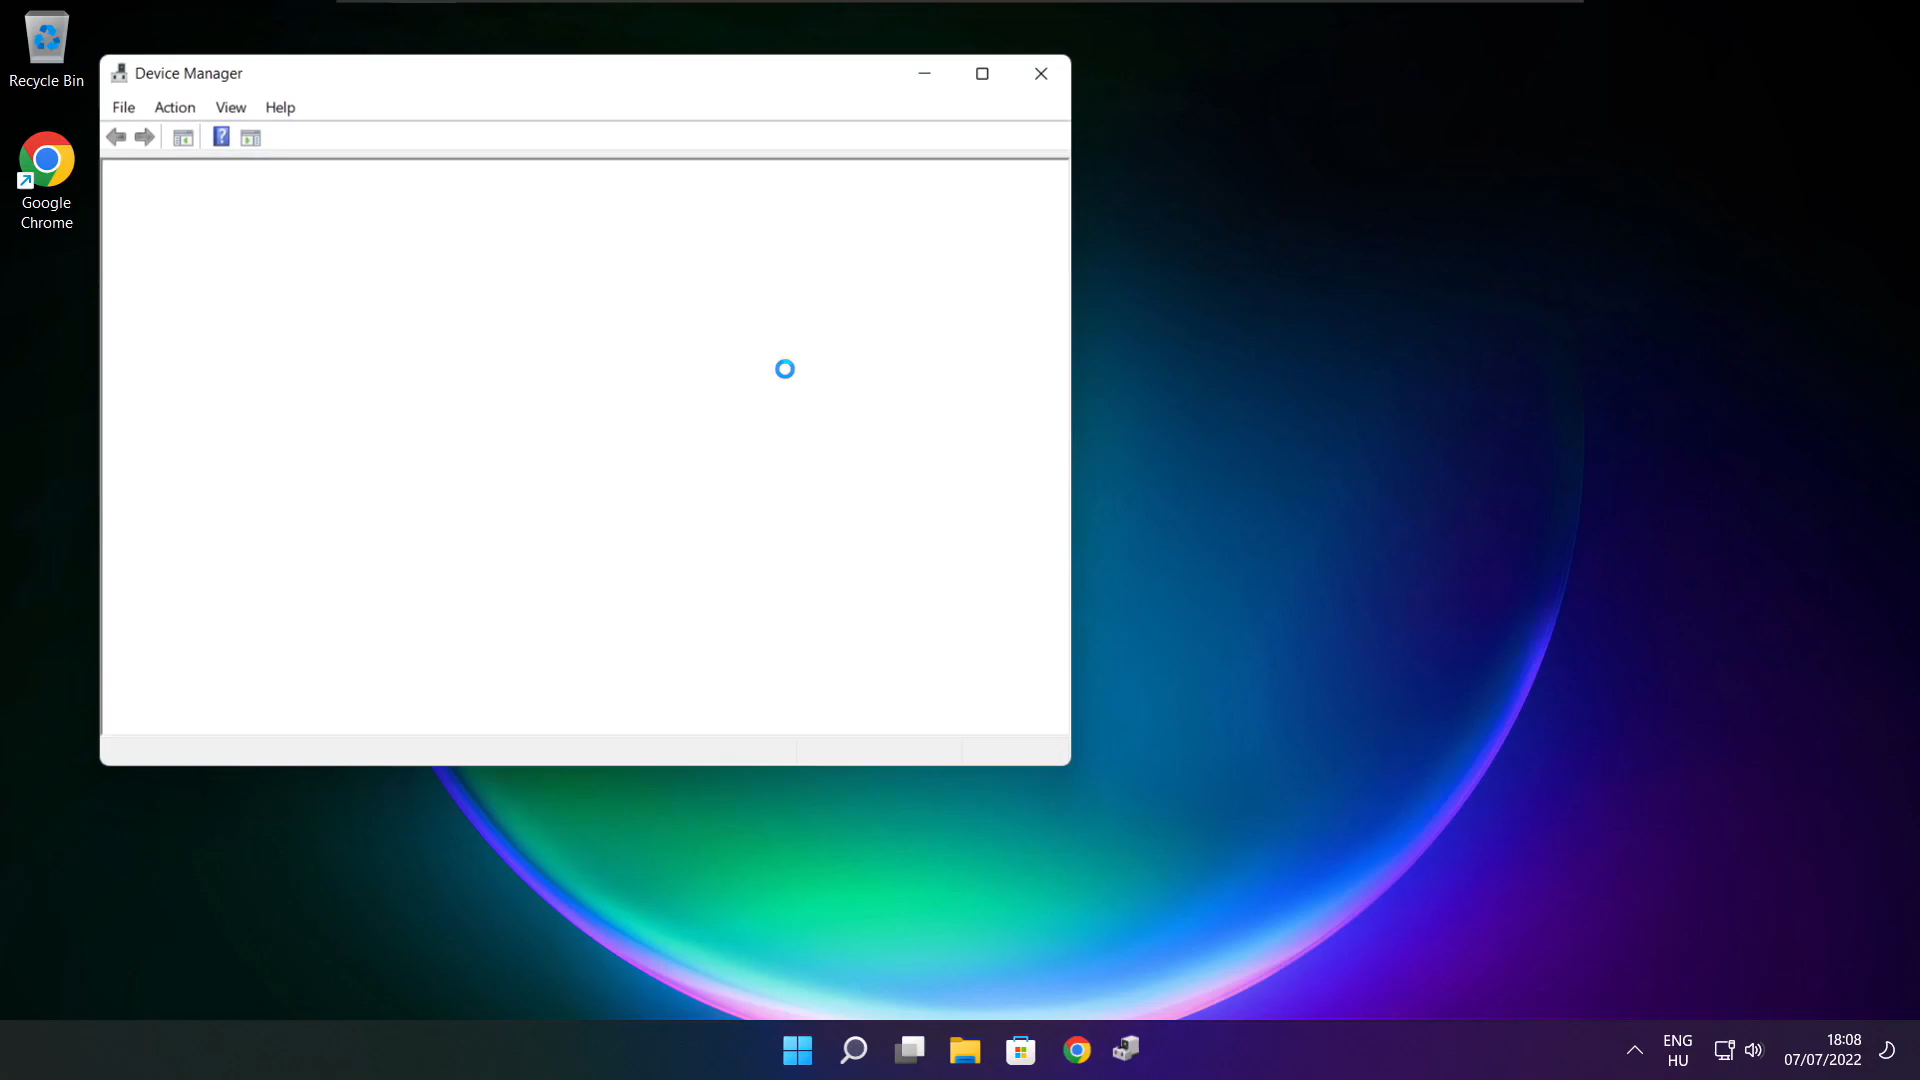 Recycle Bin
Google
Chrome
Device Manager
File Action View Help
?
ENG
HU
18:08
07/07/2022